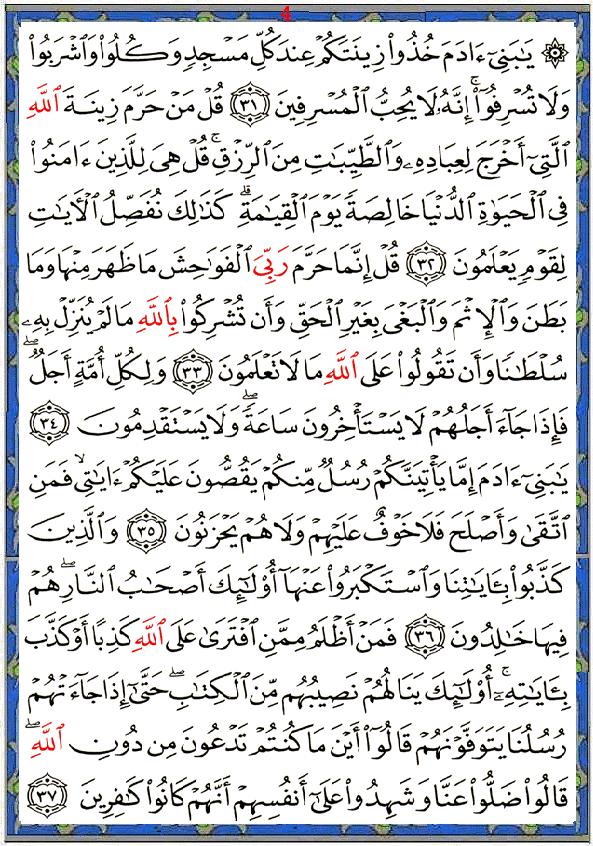 4
۞ يَٰبَنِىٓ ءَادَمَ خُذُوا۟ زِينَتَكُمْ عِندَ كُلِّ مَسْجِدٍ وَكُلُوا۟ وَٱشْرَبُوا۟
وَلَا تُسْرِفُوٓا۟ ۚ إِنَّهُۥ لَا يُحِبُّ ٱلْمُسْرِفِينَ ٣١ قُلْ مَنْ حَرَّمَ زِينَةَ ٱللَّهِ
ٱلَّتِىٓ أَخْرَجَ لِعِبَادِهِۦ وَٱلطَّيِّبَٰتِ مِنَ ٱلرِّزْقِ ۚ قُلْ هِىَ لِلَّذِينَ ءَامَنُوا۟
فِى ٱلْحَيَوٰةِ ٱلدُّنْيَا خَالِصَةً يَوْمَ ٱلْقِيَٰمَةِ ۗ كَذَٰلِكَ نُفَصِّلُ ٱلْءَايَٰتِ
لِقَوْمٍ يَعْلَمُونَ ٣٢ قُلْ إِنَّمَا حَرَّمَ رَبِّىَ ٱلْفَوَٰحِشَ مَا ظَهَرَ مِنْهَا وَمَا
بَطَنَ وَٱلْإِثْمَ وَٱلْبَغْىَ بِغَيْرِ ٱلْحَقِّ وَأَن تُشْرِكُوا۟ بِٱللَّهِ مَا لَمْ يُنَزِّلْ بِهِۦ
سُلْطَٰنًا وَأَن تَقُولُوا۟ عَلَى ٱللَّهِ مَا لَا تَعْلَمُونَ ٣٣ وَلِكُلِّ أُمَّةٍ أَجَلٌ ۖ
فَإِذَا جَآءَ أَجَلُهُمْ لَا يَسْتَأْخِرُونَ سَاعَةً ۖ وَلَا يَسْتَقْدِمُونَ ٣٤
يَٰبَنِىٓ ءَادَمَ إِمَّا يَأْتِيَنَّكُمْ رُسُلٌ مِّنكُمْ يَقُصُّونَ عَلَيْكُمْ ءَايَٰتِى ۙ فَمَنِ
ٱتَّقَىٰ وَأَصْلَحَ فَلَا خَوْفٌ عَلَيْهِمْ وَلَا هُمْ يَحْزَنُونَ ٣٥ وَٱلَّذِينَ
كَذَّبُوا۟ بِـَٔايَٰتِنَا وَٱسْتَكْبَرُوا۟ عَنْهَآ أُو۟لَٰٓئِكَ أَصْحَٰبُ ٱلنَّارِ ۖ هُمْ
فِيهَا خَٰلِدُونَ ٣٦ فَمَنْ أَظْلَمُ مِمَّنِ ٱفْتَرَىٰ عَلَى ٱللَّهِ كَذِبًا أَوْ كَذَّبَ
بِـَٔايَٰتِهِۦٓ ۚ أُو۟لَٰٓئِكَ يَنَالُهُمْ نَصِيبُهُم مِّنَ ٱلْكِتَٰبِ ۖ حَتَّىٰٓ إِذَا جَآءَتْهُمْ
رُسُلُنَا يَتَوَفَّوْنَهُمْ قَالُوٓا۟ أَيْنَ مَا كُنتُمْ تَدْعُونَ مِن دُونِ ٱللَّهِ ۖ
قَالُوا۟ ضَلُّوا۟ عَنَّا وَشَهِدُوا۟ عَلَىٰٓ أَنفُسِهِمْ أَنَّهُمْ كَانُوا۟ كَٰفِرِينَ ٣٧